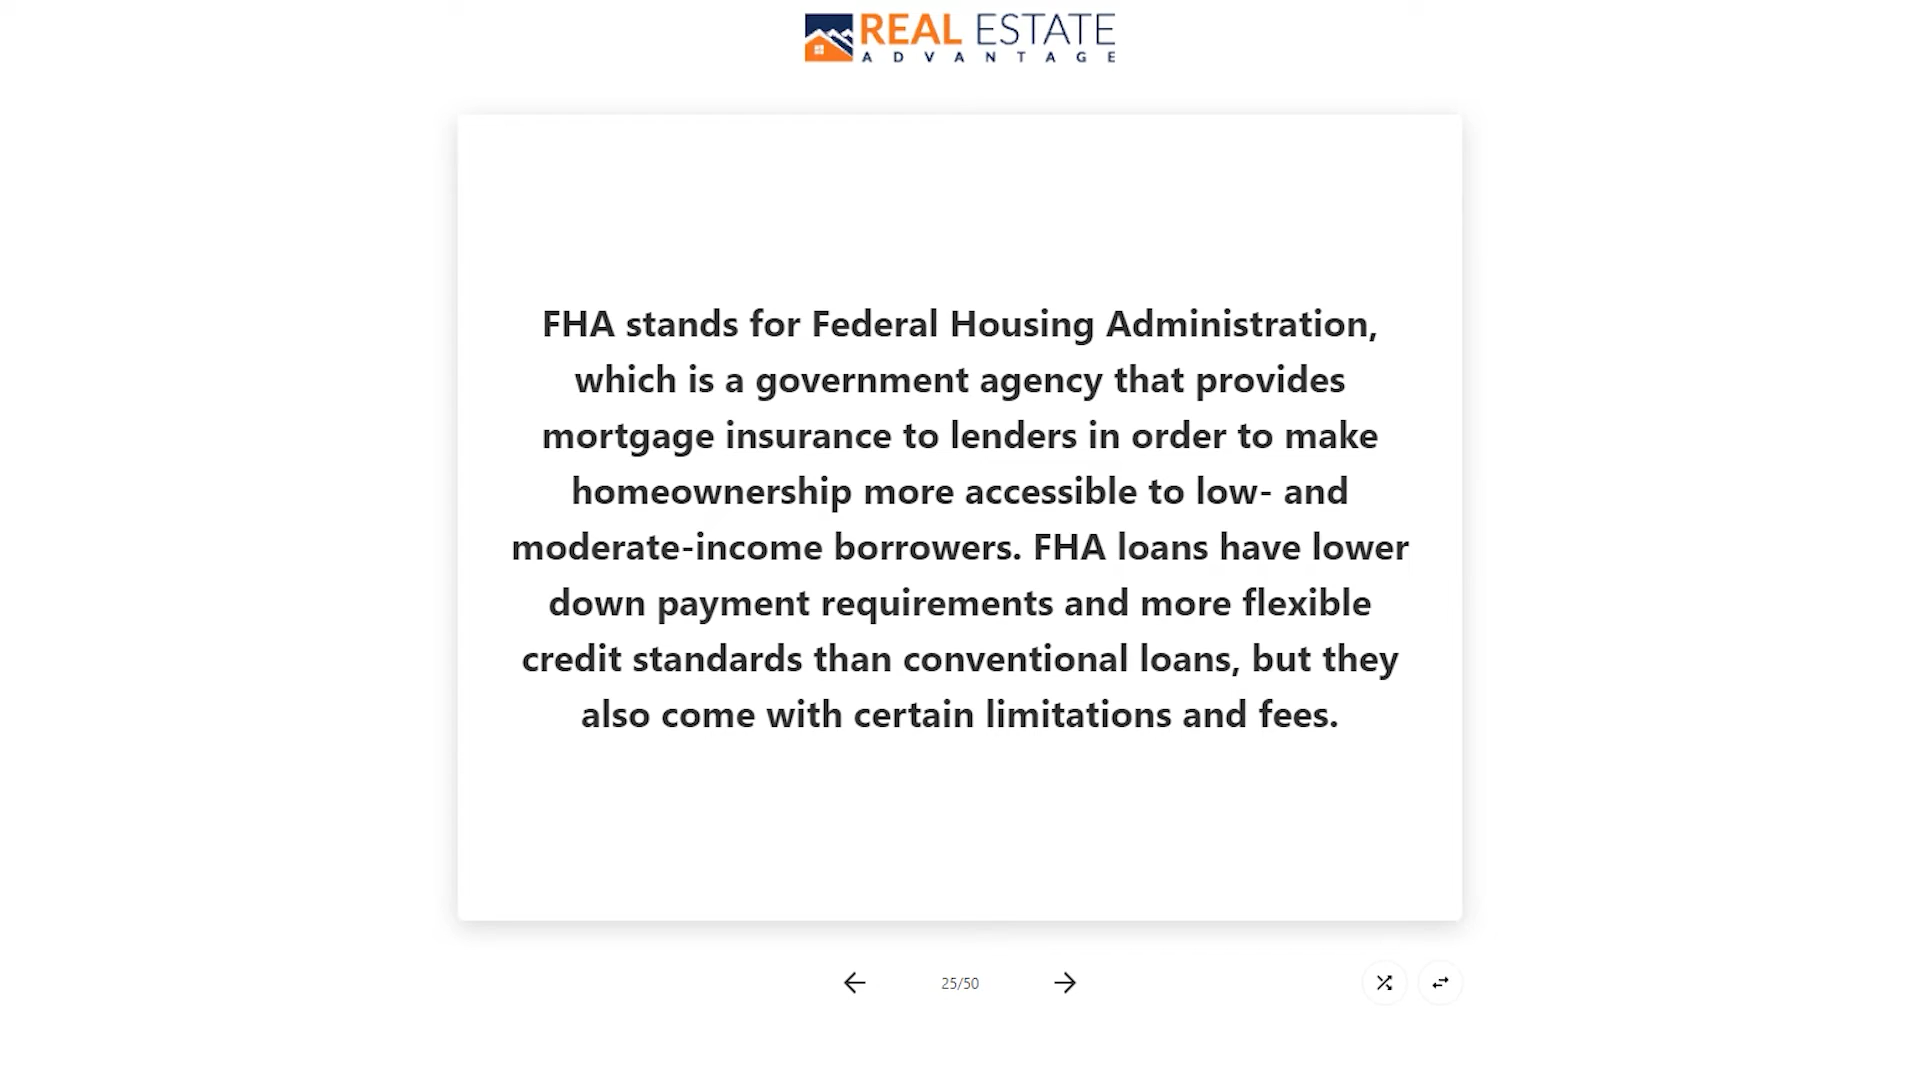 REAL ESTATE
ADVANTAGE
FHA stands for Federal Housing Administration,
which is a government agency that provides
mortgage insurance to lenders in order to make
homeownership more accessible to low- and
moderate-income borrowers. FHA loans have lower
down payment requirements and more flexible
credit standards than conventional loans, but they
also come with certain limitations and fees.
25/50